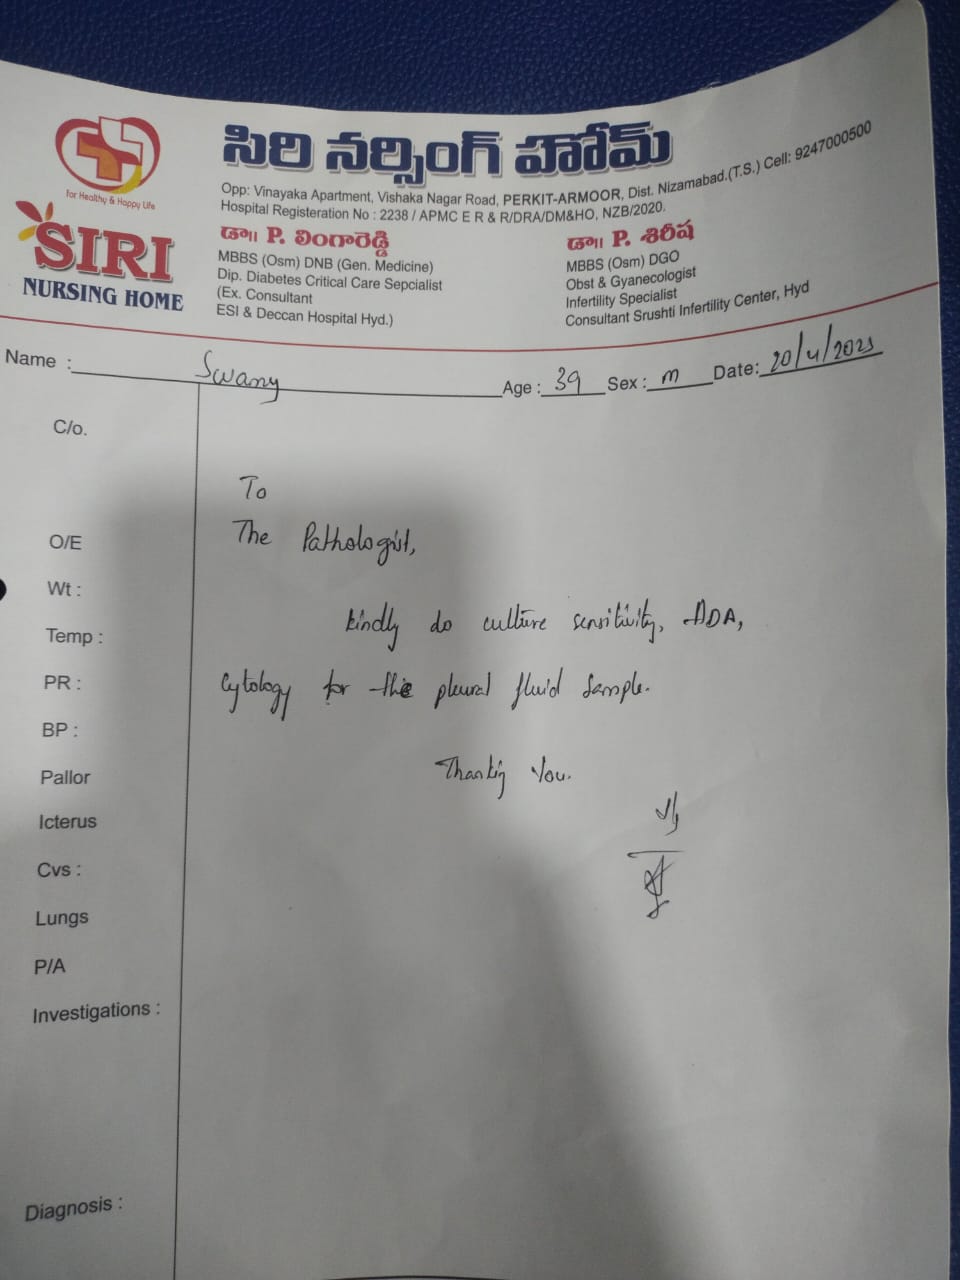 సిరి నర్సింగ్ హోమ్
for Healthy & Happy Life
SIRI
NURSING HOME
Opp: Vinayaka Apartment, Vishaka Nagar Road, PERKIT-ARMOOR, Dist. Nizamabad.(T.S.) Cell: 9247000500
Hospital Registeration No : 2238 / APMC E R & R/DRA/DM&HO, NZB/2020.
డా॥ P. లింగారెడ్డి
MBBS (Osm) DNB (Gen. Medicine)
Dip. Diabetes Critical Care Sepcialist
(Ex. Consultant
ESI & Deccan Hospital Hyd.)
డా॥ P. శిరీష
MBBS (Osm) DGO
Obst & Gyanecologist
Infertility Specialist
Consultant Srushti Infertility Center, Hyd
Name : Swamy Age : 39 Sex : m Date: 20/4/
C/o.
To
The Pathologist,
O/E
Wt :
kindly do culture sensitivity, ADA,
Temp :
PR :
Cytology for the pleural fluid sample.
BP :
Pallor
Thanking You.
Icterus
Cvs :
Lungs
P/A
Investigations :
Diagnosis :